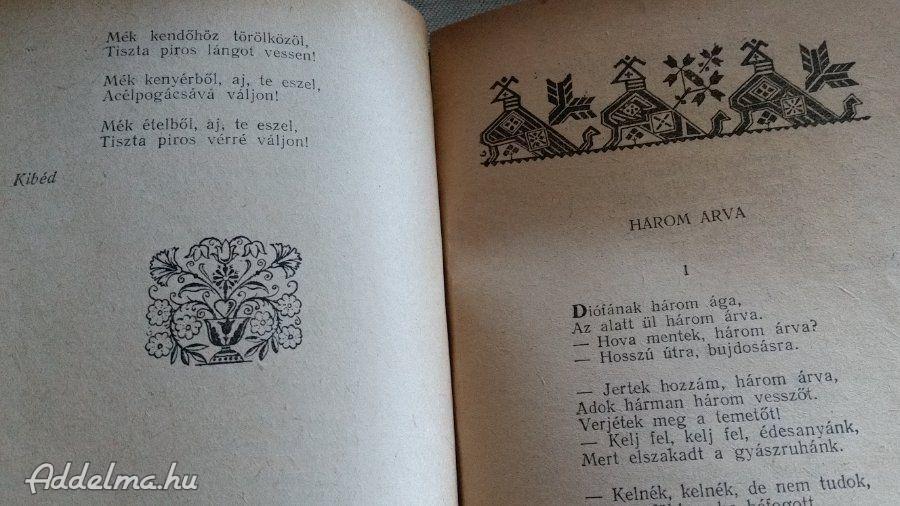 Mék kendőhöz törölközöl,
Tiszta piros lángot vessen!
Mék kenyérből, aj, te eszel,
Acélpogácsává váljon!
Mék ételből, aj, te eszel,
Tiszta piros vérré váljon!
Kibéd
HAROM ARVA
I
Diófának három ága,
Az alatt ül három árva.
— Hova mentek, három árva?
— Hosszú útra, bujdosásra.
— Jertek hozzám, három árva,
Adok hárman három vesszőt.
Verjétek meg a temetőt!
— Kelj fel, kelj fel, édesanyánk,
Mert elszakadt a gyászruhánk.
— Kelnék, kelnék, de nem tudok,
béfogott
Addelma.hu